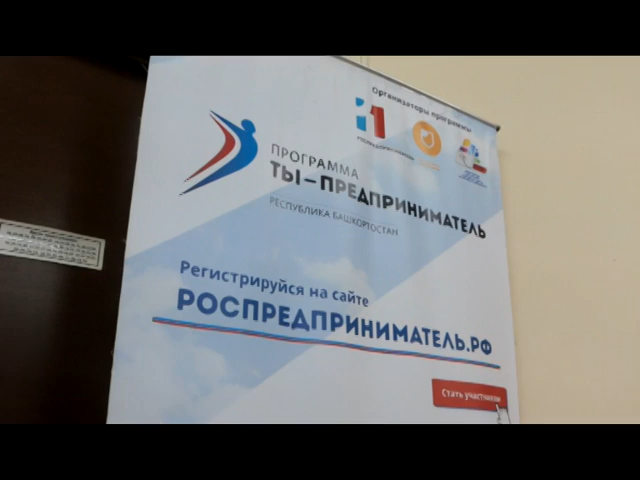 Организаторы программы
ПРОГРАММА
ТЫ–ПРЕДПРИНИМАТЕЛЬ
РЕСПУБЛИКА БАШКОРТОСТАН
Регистрируйся на сайте
РОСПРЕДПРИНИМАТЕЛЬ.РФ
Стать участником